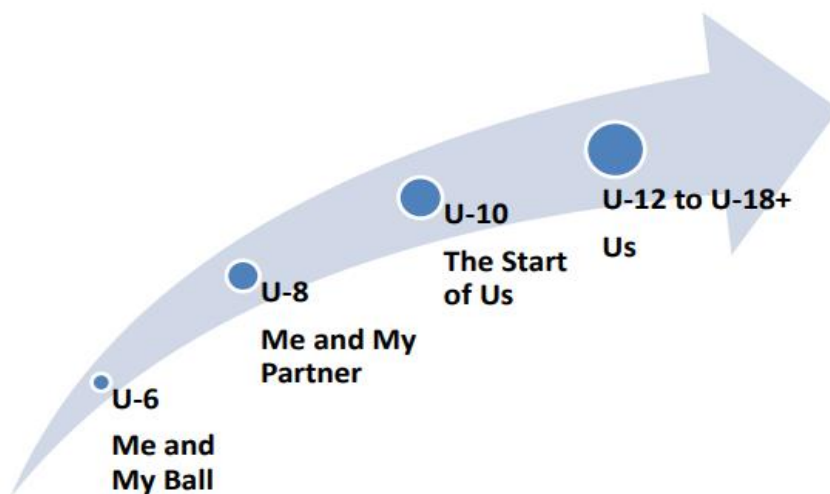 U-6
Me and
My Ball
U-8
Me and My
Partner
U-10
The Start
of Us
U-12 to U-18+
Us